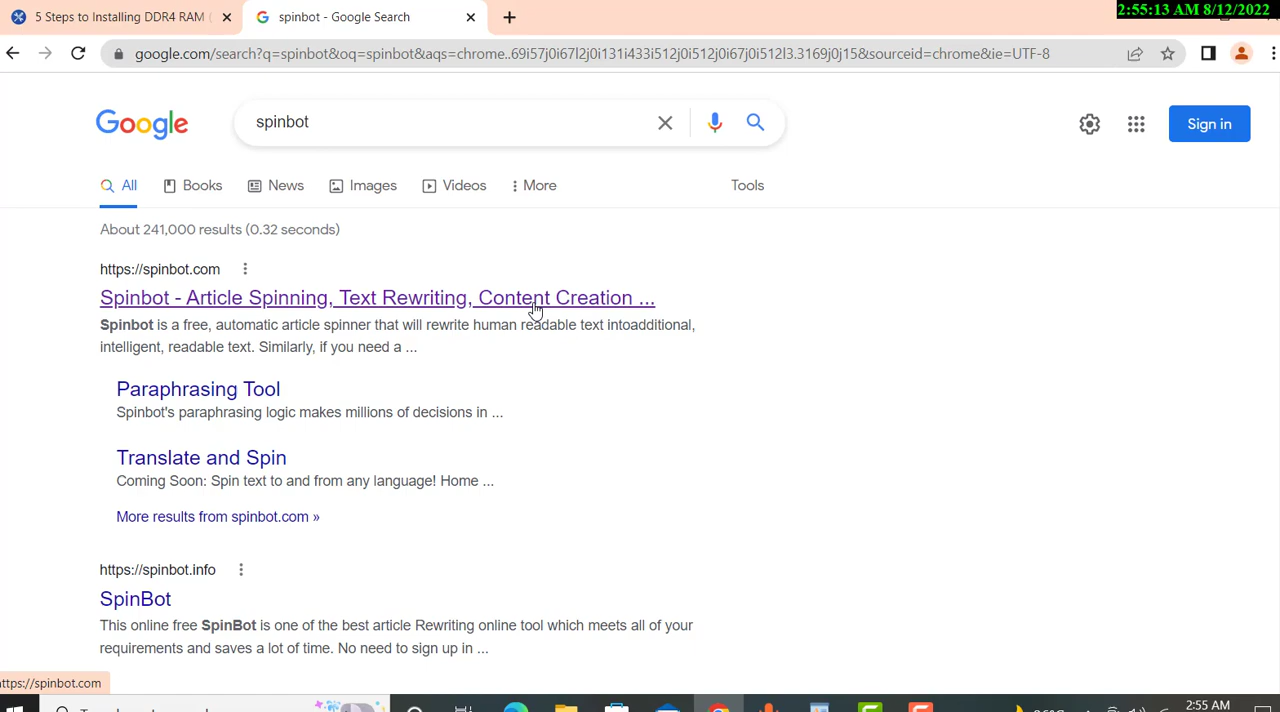 2:55:13 AM 8/12/2022
5 Steps to Installing DDR4 RAM (
spinbot - Google Search
google.com/search?q=spinbot&oq=spinbot&aqs=chrome..69i57j0i67l2j0i131i433i512j0i512j0i67j0i512l3.3169j0j15&sourceid=chrome&ie=UTF-8
Google
spinbot
Sign in
All
Books
News
Images
Videos
More
Tools
About 241,000 results (0.32 seconds)
https://spinbot.com
Spinbot - Article Spinning, Text Rewriting, Content Creation ...
Spinbot is a free, automatic article spinner that will rewrite human readable text intoadditional,
intelligent, readable text. Similarly, if you need a ...
Paraphrasing Tool
Spinbot's paraphrasing logic makes millions of decisions in ...
Translate and Spin
Coming Soon: Spin text to and from any language! Home ...
More results from spinbot.com »
https://spinbot.info
SpinBot
This online free SpinBot is one of the best article Rewriting online tool which meets all of your
requirements and saves a lot of time. No need to sign up in ...
ttps://spinbot.com
2:55 AM